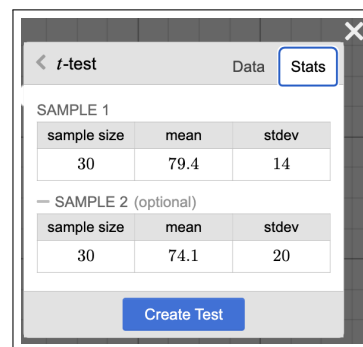 t-test Data Stats
SAMPLE 1
sample size mean stdev
30 79.4 14
SAMPLE 2 (optional)
sample size mean stdev
30 74.1 20
Create Test